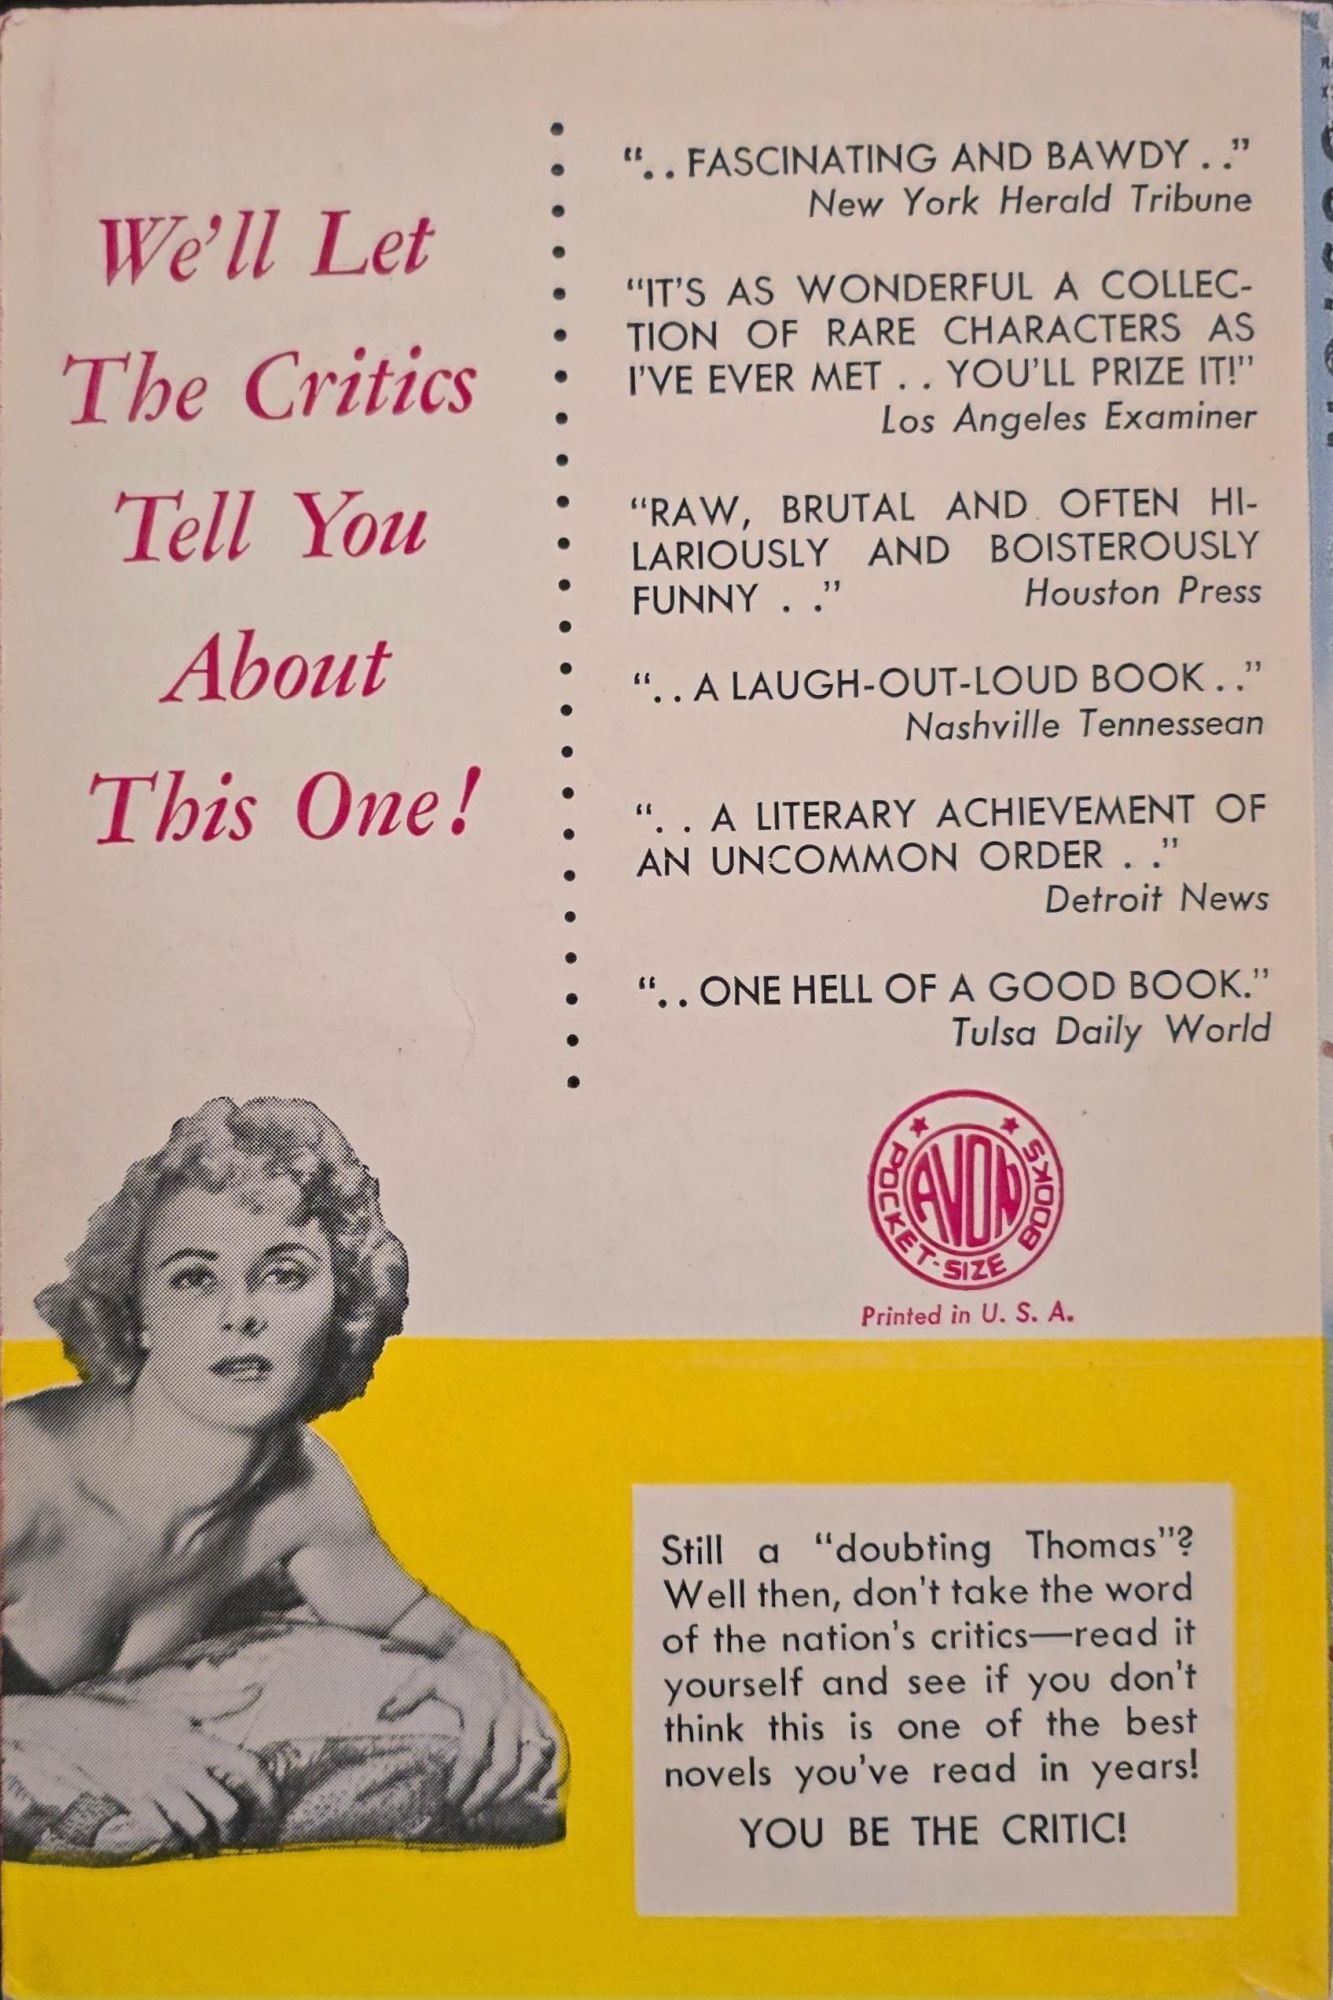 We'll Let
The Critics
Tell You
About
This One!
“. . FASCINATING AND BAWDY . .”
New York Herald Tribune
“IT'S AS WONDERFUL A COLLEC-
TION OF RARE CHARACTERS AS
I'VE EVER MET . . YOU'LL PRIZE IT!”
Los Angeles Examiner
“RAW, BRUTAL AND OFTEN HI-
LARIOUSLY AND BOISTEROUSLY
FUNNY . .” Houston Press
“. . A LAUGH-OUT-LOUD BOOK . .”
Nashville Tennessean
“. . A LITERARY ACHIEVEMENT OF
AN UNCOMMON ORDER . .”
Detroit News
“. . ONE HELL OF A GOOD BOOK.”
Tulsa Daily World
AVON
POCKET-SIZE BOOKS
Printed in U. S. A.
Still a “doubting Thomas”?
Well then, don't take the word
of the nation's critics—read it
yourself and see if you don't
think this is one of the best
novels you've read in years!
YOU BE THE CRITIC!